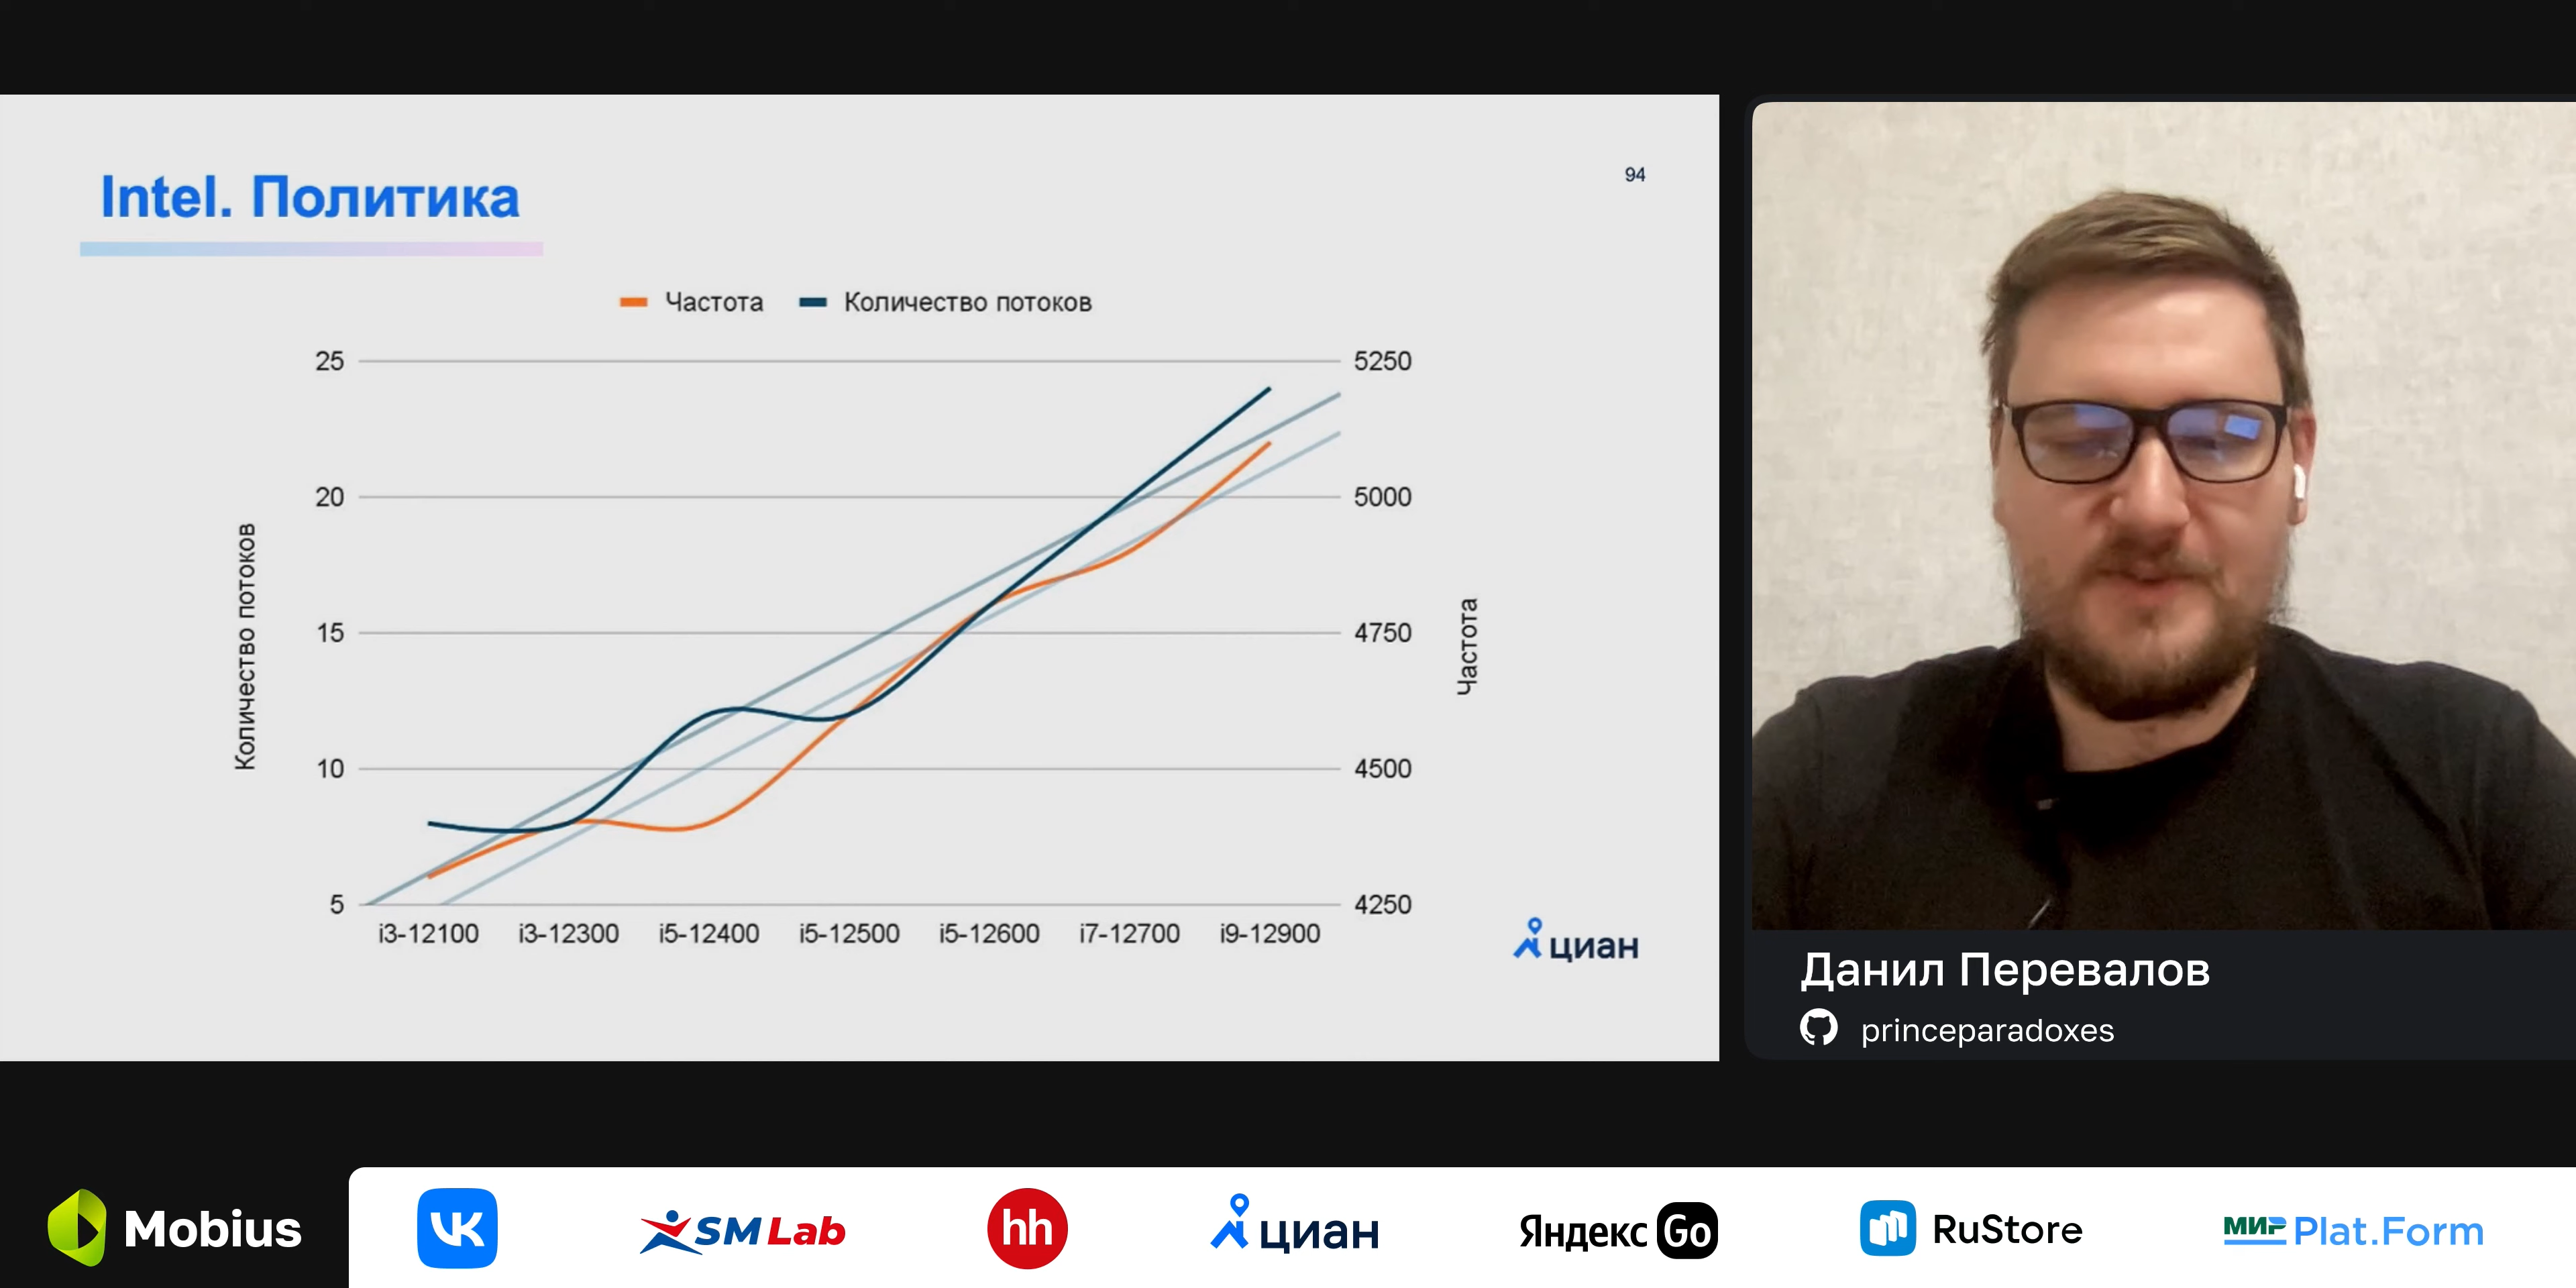 Intel. Политика
94
Частота
Количество потоков
25
20
15
10
5
Количество потоков
5250
5000
4750
4500
4250
Частота
i3-12100 i3-12300 i5-12400 i5-12500 i5-12600 i7-12700 i9-12900
циан
Данил Перевалов
princeparadoxes
Mobius
VK
SM Lab
hh
циан
Яндекс Go
RuStore
МИР Plat.Form